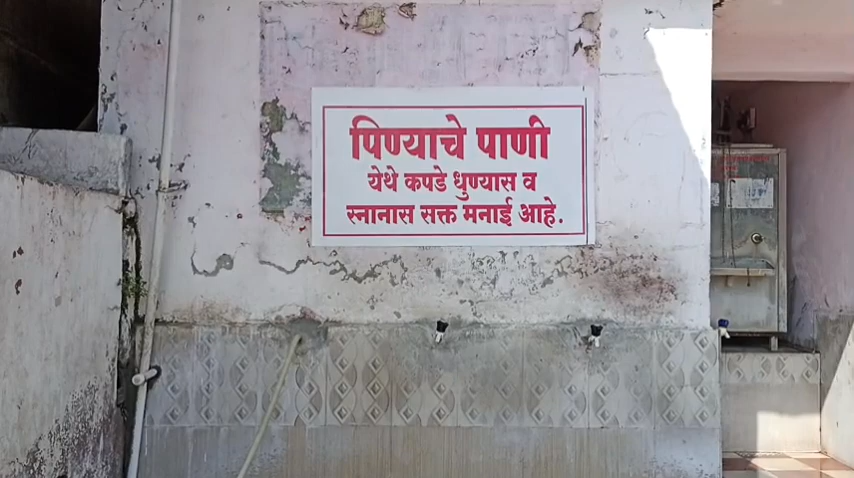 पिण्याचे पाणी
येथे कपडे धुण्यास व
स्नानास सक्त मनाई आहे.